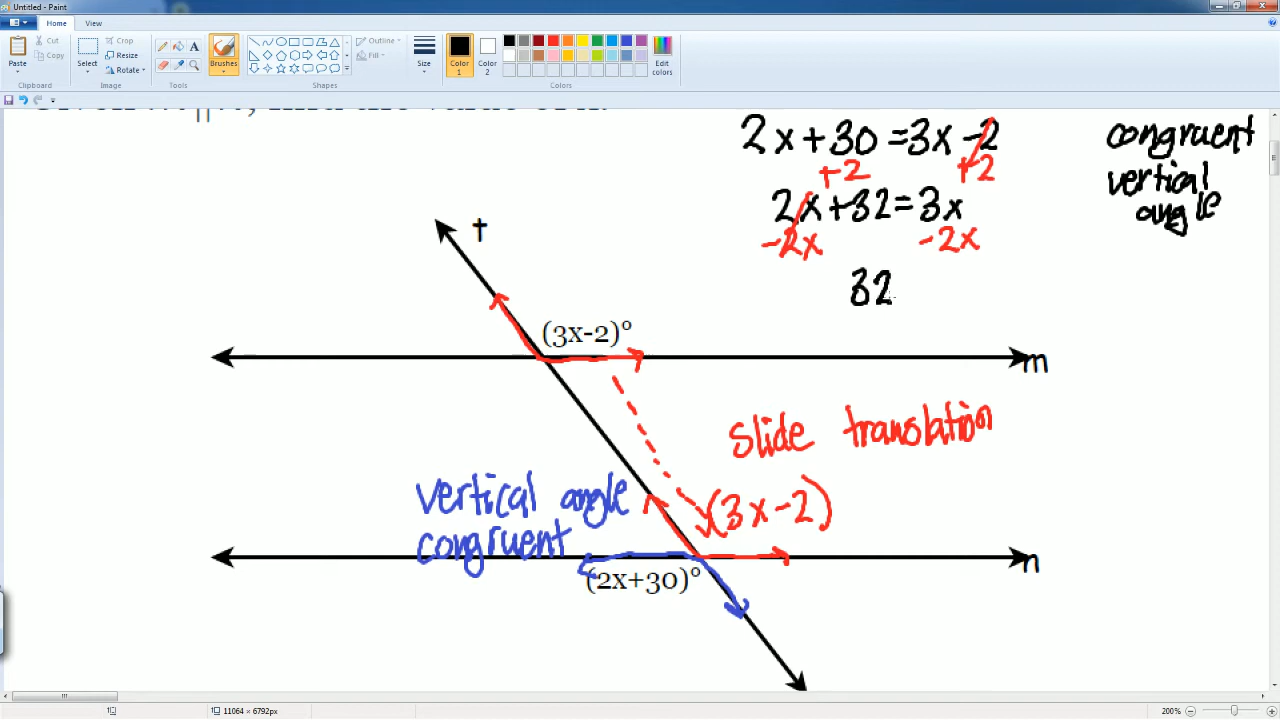 Untitled - Paint
Home
View
Paste
Cut
Copy
Clipboard
Select
Crop
Resize
Rotate
Image
A
Tools
Brushes
Shapes
Outline
Fill
Size
Color
1
Color
2
Edit
colors
Colors
2x+30=3x-2
+2 +2
2x+32=3x
-2x -2x
32
congruent
vertical
angle
t
(3x-2)°
m
slide translation
(3x-2)
vertical angle
congruent
n
(2x+30)°
11064 × 6792px
200%